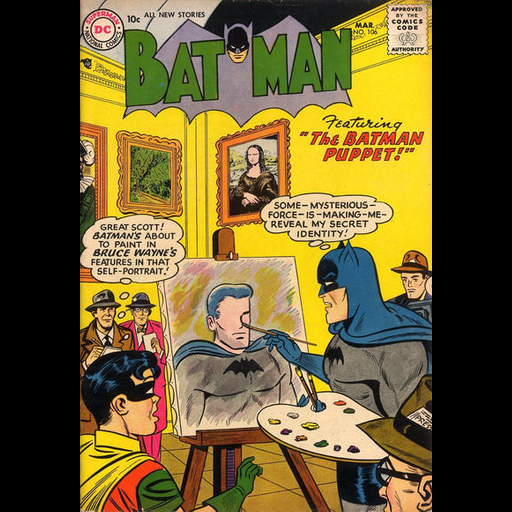 SUPERMAN
DC
NATIONAL COMICS
10c
ALL NEW STORIES
MAR.
NO. 106
APPROVED
BY THE
COMICS
CODE
AUTHORITY
BATMAN
Featuring
"THE BATMAN
PUPPET!"
GREAT SCOTT!
BATMAN'S ABOUT
TO PAINT IN
BRUCE WAYNE'S
FEATURES IN THAT
SELF-PORTRAIT!
SOME—MYSTERIOUS—
FORCE—IS—MAKING—ME—
REVEAL MY SECRET
IDENTITY!
PRESS